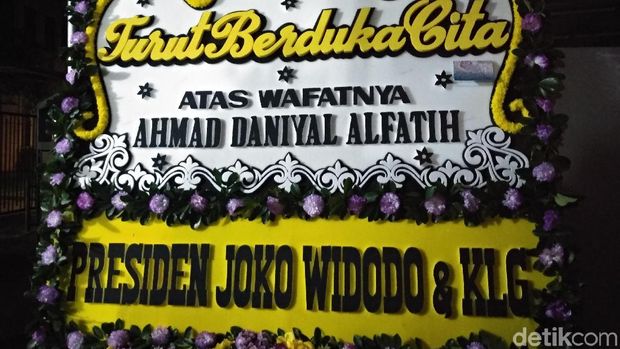 Turut Berduka Cita
ATAS WAFATNYA
AHMAD DANIYAL ALFATIH
PRESIDEN JOKO WIDODO & KLG
detikcom